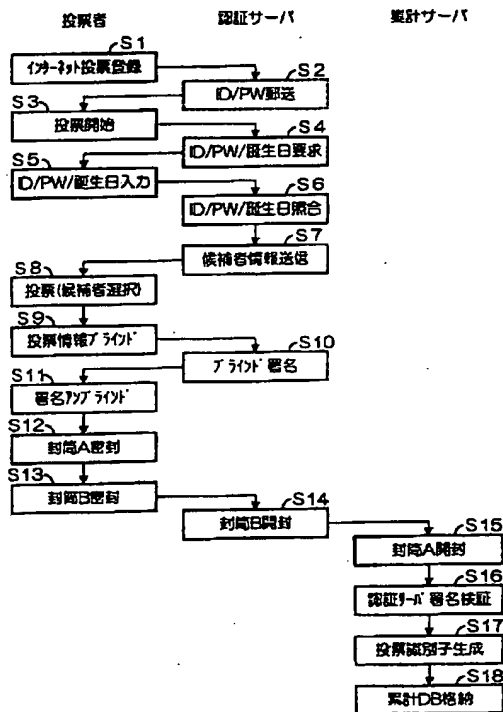 投票者 認証サーバ 集計サーバ
S1
インターネット投票登録
S2
ID/PW郵送
S3
投票開始
S4
ID/PW/誕生日要求
S5
ID/PW/誕生日入力
S6
ID/PW/誕生日照合
S7
候補者情報送信
S8
投票(候補者選択)
S9
投票情報ブラインド
S10
ブラインド署名
S11
署名アンブラインド
S12
封筒A密封
S13
封筒B密封
S14
封筒B開封
S15
封筒A開封
S16
認証サーバ署名検証
S17
投票識別子生成
S18
集計DB格納